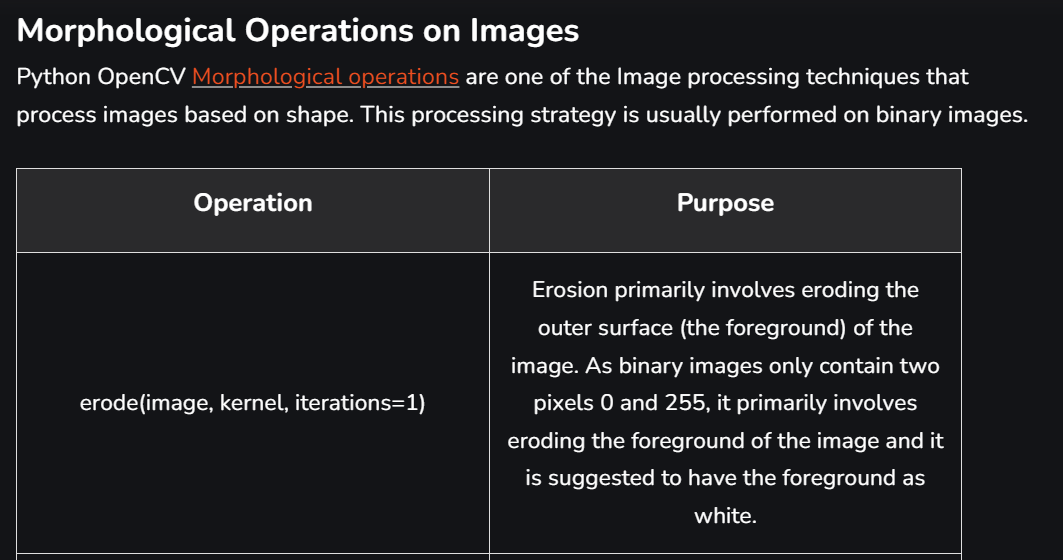 Morphological Operations on Images
Python OpenCV Morphological operations are one of the Image processing techniques that
process images based on shape. This processing strategy is usually performed on binary images.
Operation
Purpose
erode(image, kernel, iterations=1)
Erosion primarily involves eroding the
outer surface (the foreground) of the
image. As binary images only contain two
pixels 0 and 255, it primarily involves
eroding the foreground of the image and it
is suggested to have the foreground as
white.